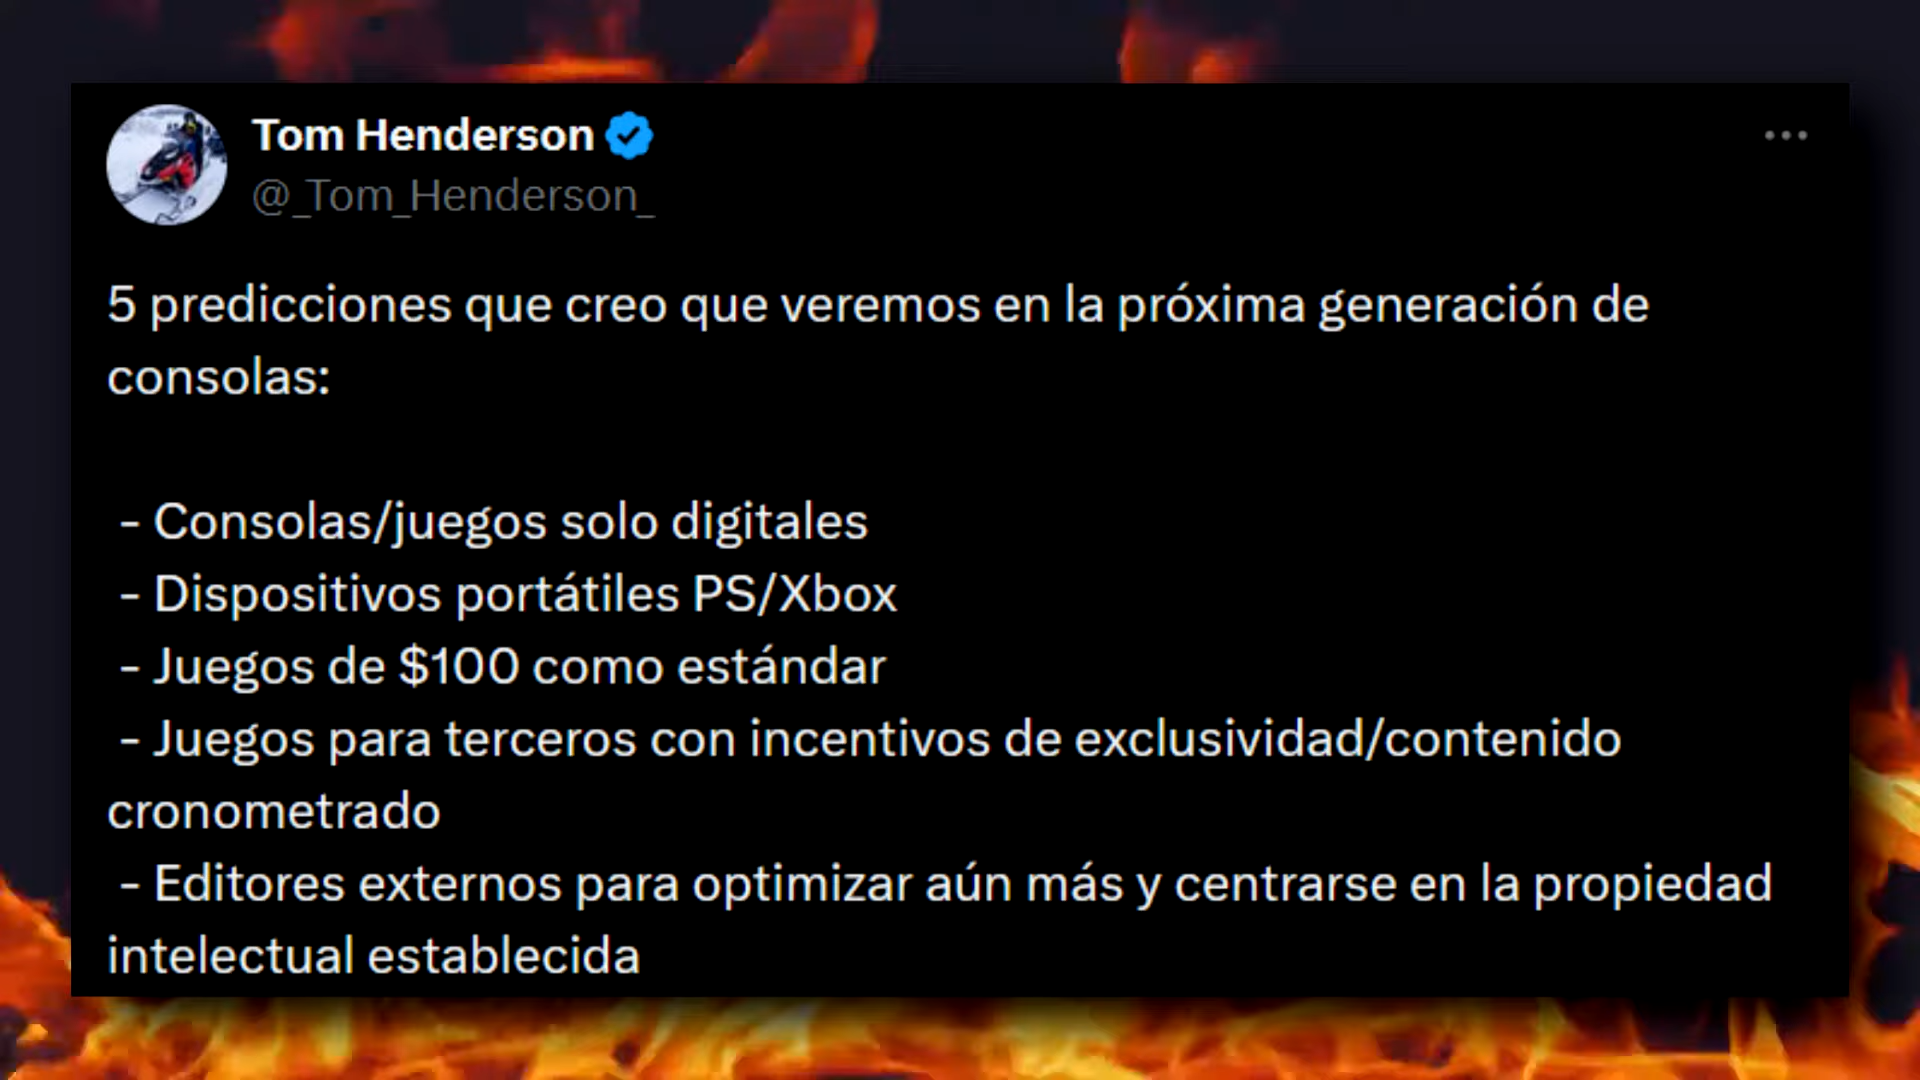 Tom Henderson
@_Tom_Henderson_
5 predicciones que creo que veremos en la próxima generación de
consolas:
- Consolas/juegos solo digitales
- Dispositivos portátiles PS/Xbox
- Juegos de $100 como estándar
- Juegos para terceros con incentivos de exclusividad/contenido
cronometrado
- Editores externos para optimizar aún más y centrarse en la propiedad
intelectual establecida